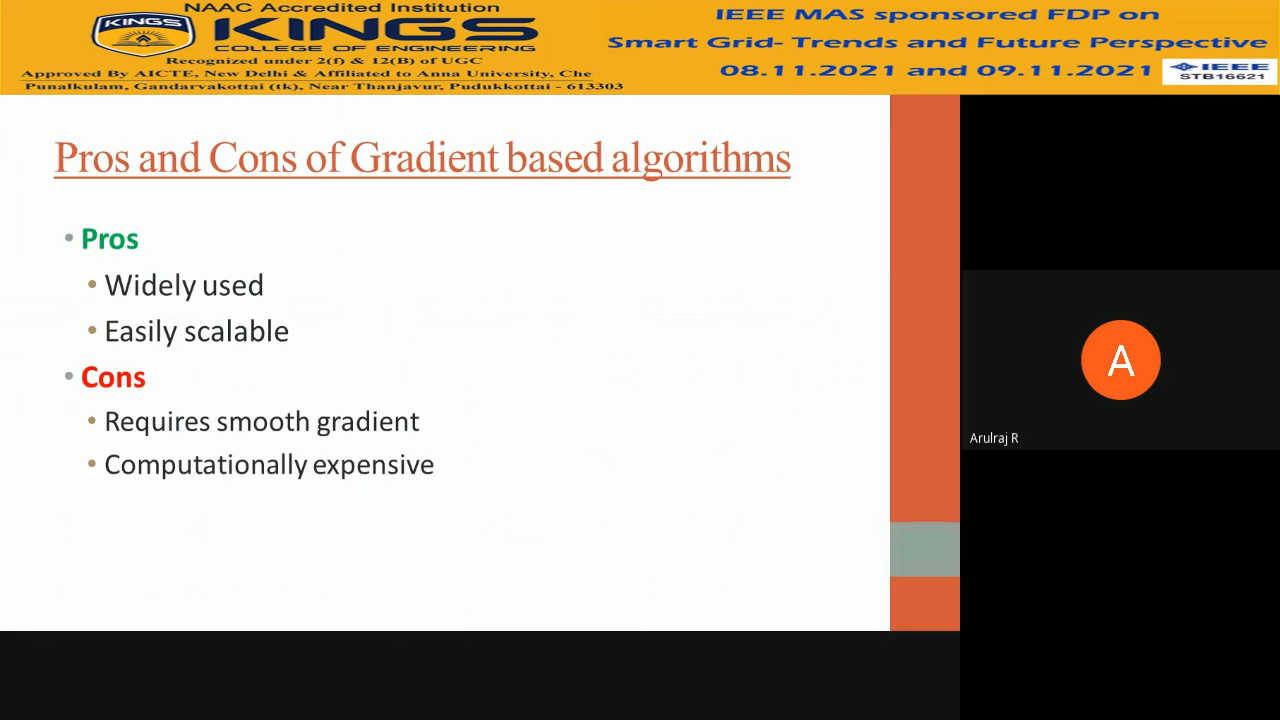 NAAC Accredited Institution
KINGS
KINGS
COLLEGE OF ENGINEERING
Recognized under 2(f) & 12(B) of UGC
Approved By AICTE, New Delhi & Affiliated to Anna University, Che
Punalkulam, Gandarvakottai (tk), Near Thanjavur, Pudukkottai - 613303
IEEE MAS sponsored FDP on
Smart Grid- Trends and Future Perspective
08.11.2021 and 09.11.2021
IEEE
STB16621
Pros and Cons of Gradient based algorithms
• Pros
• Widely used
• Easily scalable
• Cons
• Requires smooth gradient
• Computationally expensive
A
Arulraj R